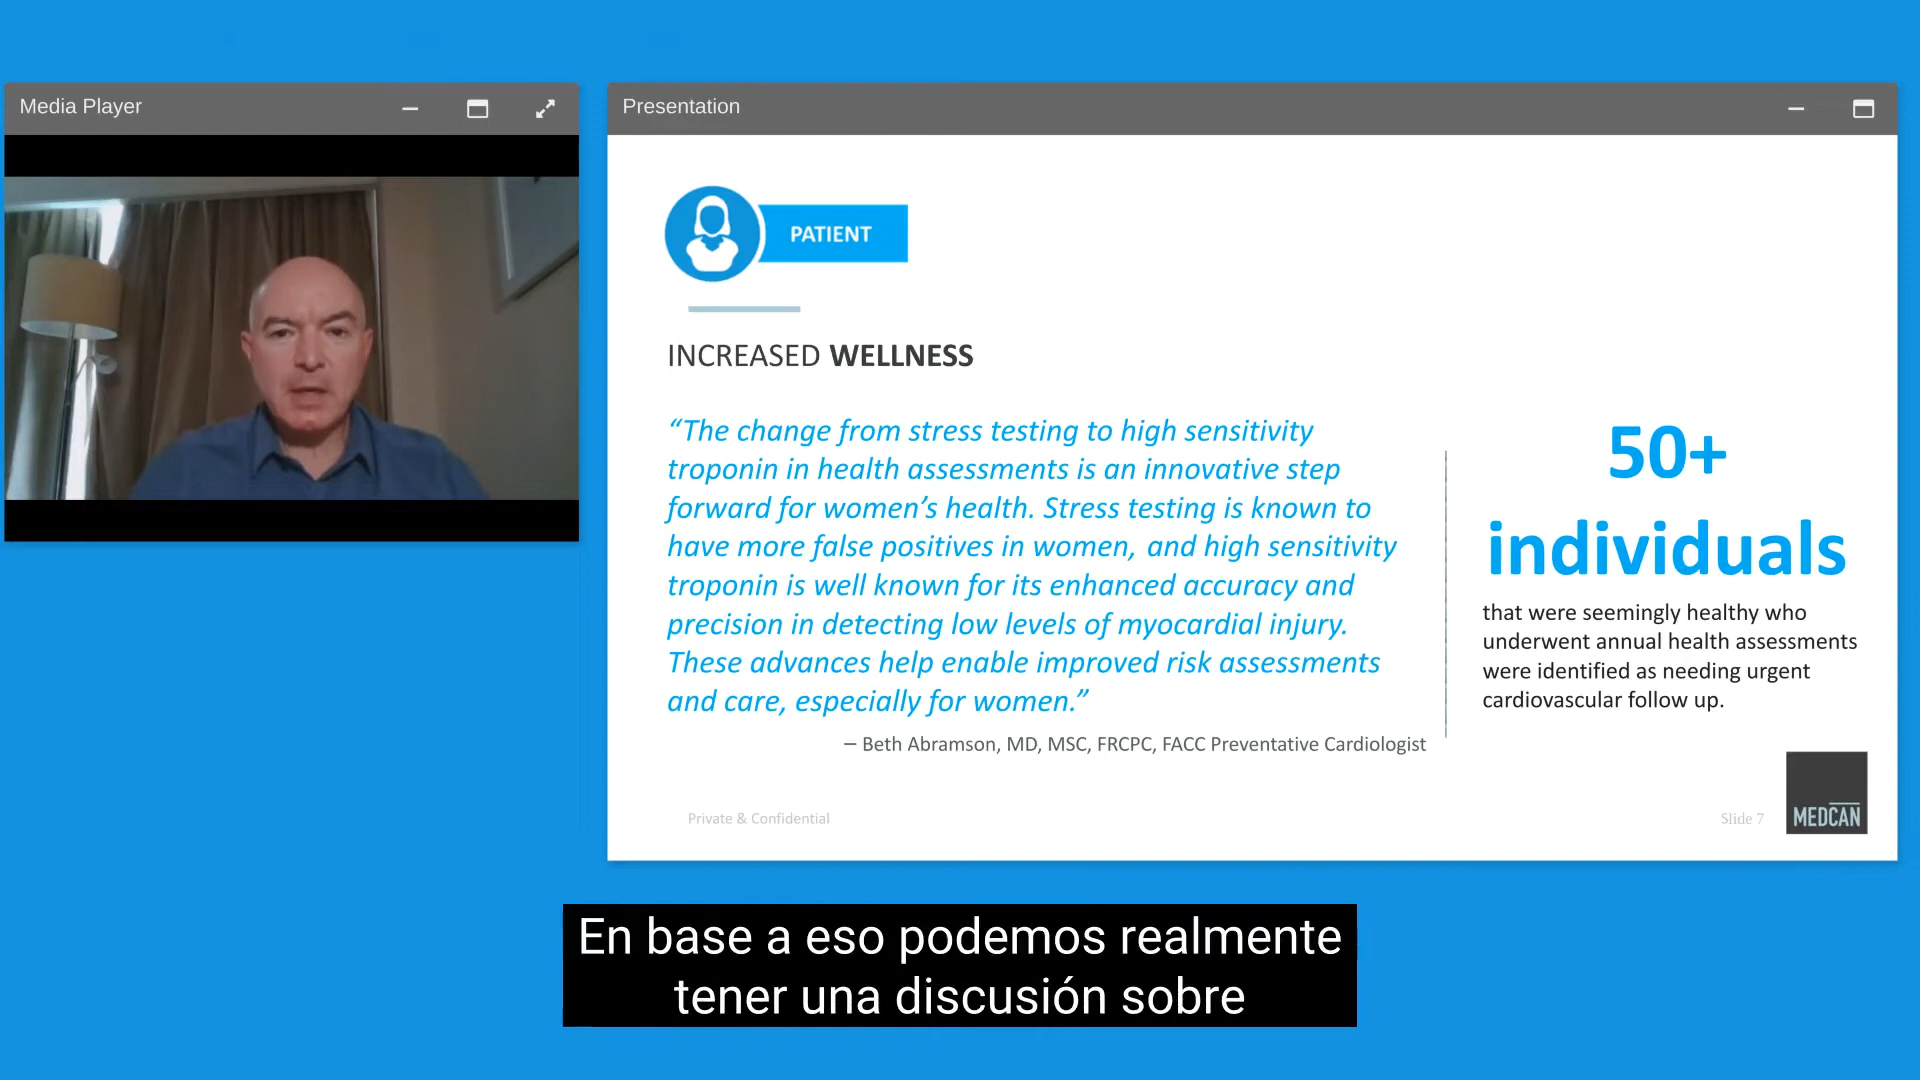 Media Player
Presentation
PATIENT
INCREASED WELLNESS
“The change from stress testing to high sensitivity
troponin in health assessments is an innovative step
forward for women’s health. Stress testing is known to
have more false positives in women, and high sensitivity
troponin is well known for its enhanced accuracy and
precision in detecting low levels of myocardial injury.
These advances help enable improved risk assessments
and care, especially for women.”
– Beth Abramson, MD, MSC, FRCPC, FACC Preventative Cardiologist
50+
individuals
that were seemingly healthy who
underwent annual health assessments
were identified as needing urgent
cardiovascular follow up.
Private & Confidential
Slide 7
MEDCAN
En base a eso podemos realmente
tener una discusión sobre